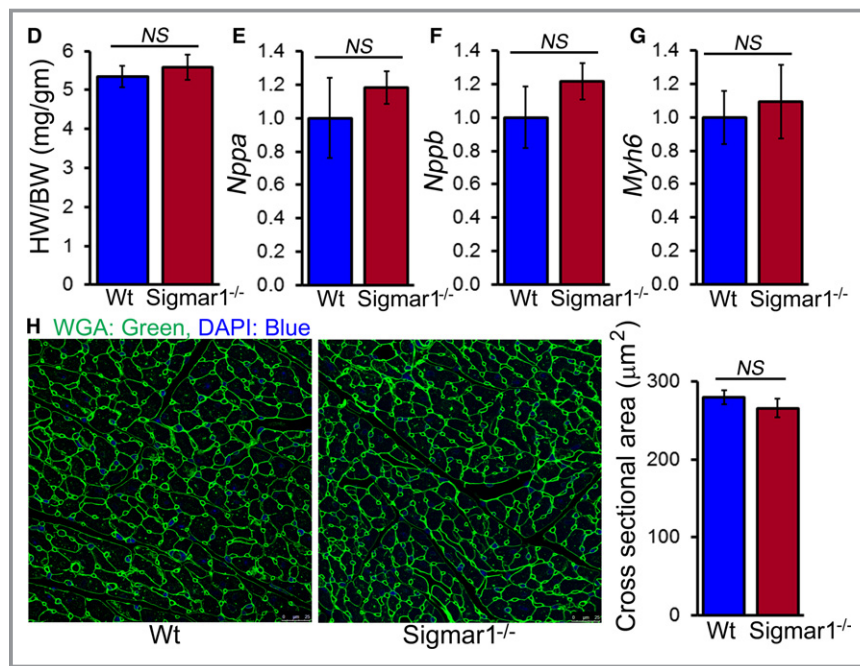 D
NS
HW/BW (mg/gm)
6
5
4
3
2
1
0
Wt Sigmar1-/-
E
NS
Nppa
1.4
1.2
1.0
0.8
0.6
0.4
0.2
0.0
Wt Sigmar1-/-
F
NS
Nppb
1.4
1.2
1.0
0.8
0.6
0.4
0.2
0.0
Wt Sigmar1-/-
G
NS
Myh6
1.4
1.2
1.0
0.8
0.6
0.4
0.2
0.0
Wt Sigmar1-/-
H WGA: Green, DAPI: Blue
Wt
Sigmar1-/-
NS
Cross sectional area (µm²)
300
200
100
0
Wt Sigmar1-/-